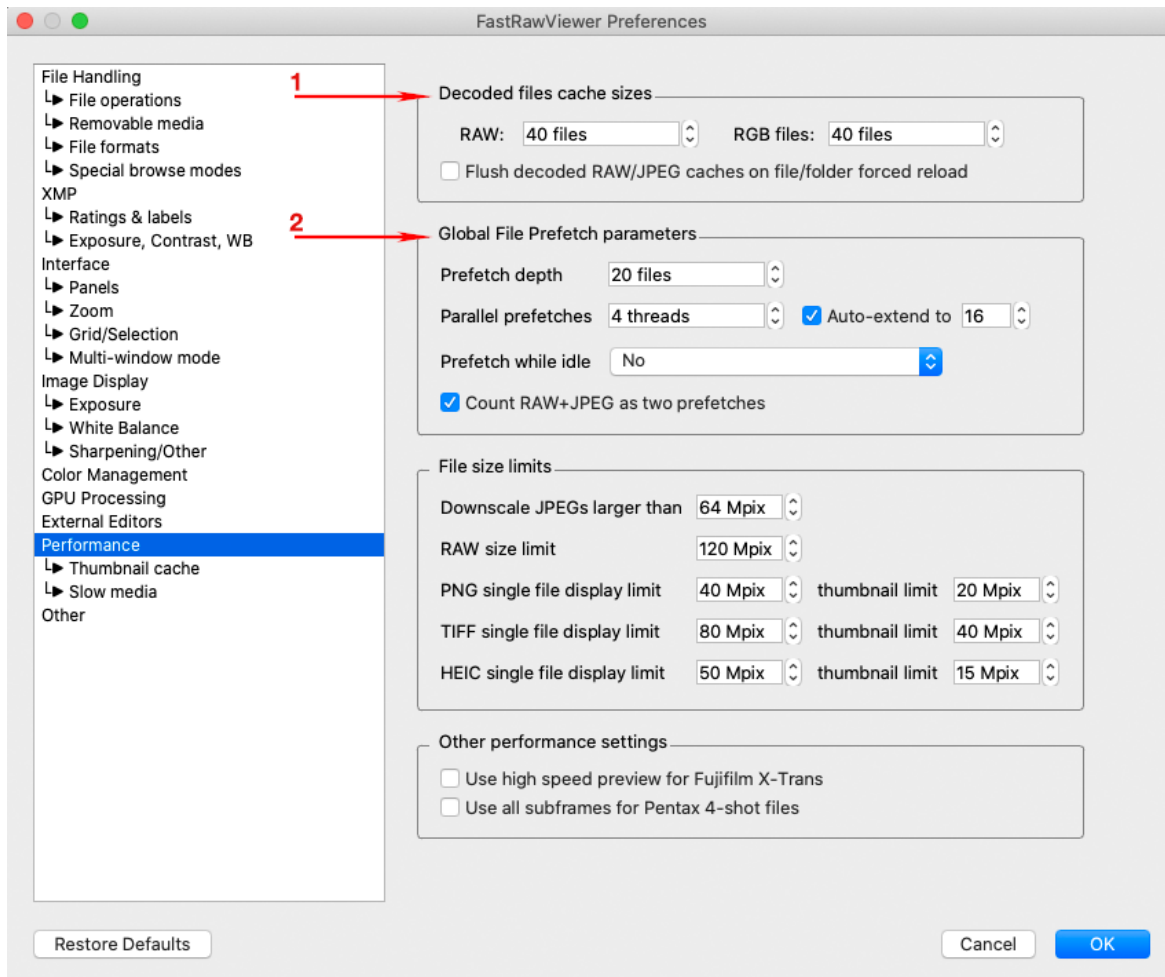 FastRawViewer Preferences
File Handling
File operations
Removable media
File formats
Special browse modes
XMP
Ratings & labels
Exposure, Contrast, WB
Interface
Panels
Zoom
Grid/Selection
Multi-window mode
Image Display
Exposure
White Balance
Sharpening/Other
Color Management
GPU Processing
External Editors
Performance
Thumbnail cache
Slow media
Other
1
Decoded files cache sizes
RAW: 40 files RGB files: 40 files
Flush decoded RAW/JPEG caches on file/folder forced reload
2
Global File Prefetch parameters
Prefetch depth 20 files
Parallel prefetches 4 threads Auto-extend to 16
Prefetch while idle No
Count RAW+JPEG as two prefetches
File size limits
Downscale JPEGs larger than 64 Mpix
RAW size limit 120 Mpix
PNG single file display limit 40 Mpix thumbnail limit 20 Mpix
TIFF single file display limit 80 Mpix thumbnail limit 40 Mpix
HEIC single file display limit 50 Mpix thumbnail limit 15 Mpix
Other performance settings
Use high speed preview for Fujifilm X-Trans
Use all subframes for Pentax 4-shot files
Restore Defaults Cancel OK